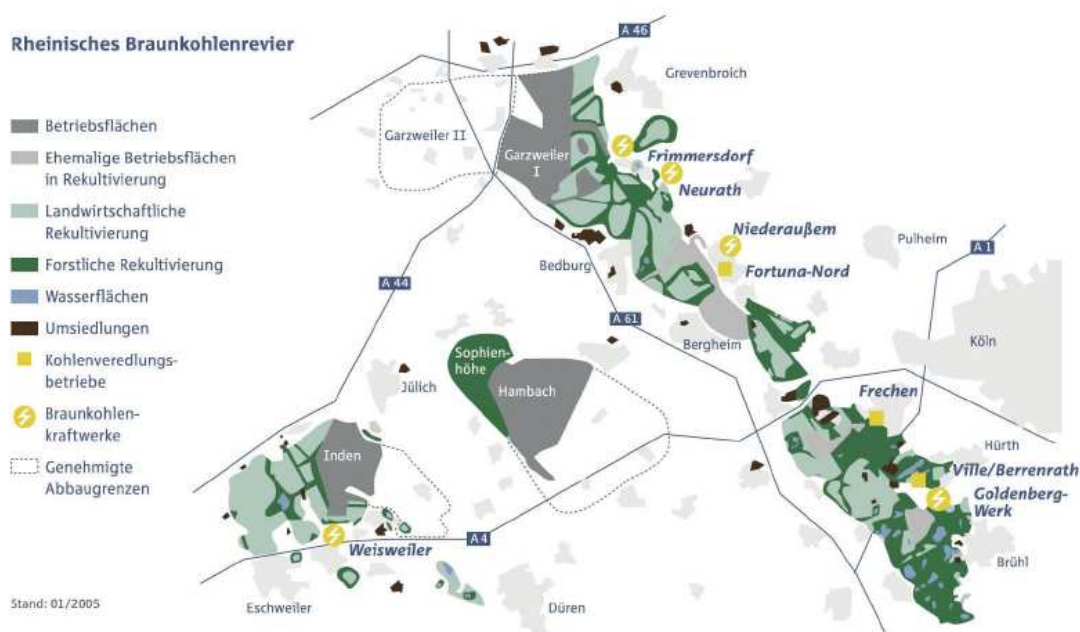 Rheinisches Braunkohlenrevier
Betriebsflächen
Ehemalige Betriebsflächen
in Rekultivierung
Landwirtschaftliche
Rekultivierung
Forstliche Rekultivierung
Wasserflächen
Umsiedlungen
Kohlenveredlungs-
betriebe
Braunkohlen-
kraftwerke
Genehmigte
Abbaugrenzen
Stand: 01/2005
A 46
Grevenbroich
Garzweiler II
Garzweiler
I
Frimmersdorf
Neurath
Niederaußem
Fortuna-Nord
Pulheim
A 1
Bedburg
A 44
A 61
Bergheim
Köln
Sophien-
höhe
Hambach
Jülich
Frechen
Hürth
Inden
Ville/Berrenrath
Goldenberg-
Werk
Weisweiler
A 4
Brühl
Eschweiler
Düren